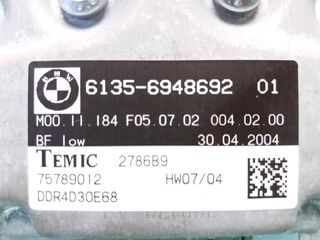 6135-6948692 01
M00.11.184 F05.07.02 004.02.00
BF low 30.04.2004
TEMIC 278689
75789012 HW07/04
DDR4D30E68